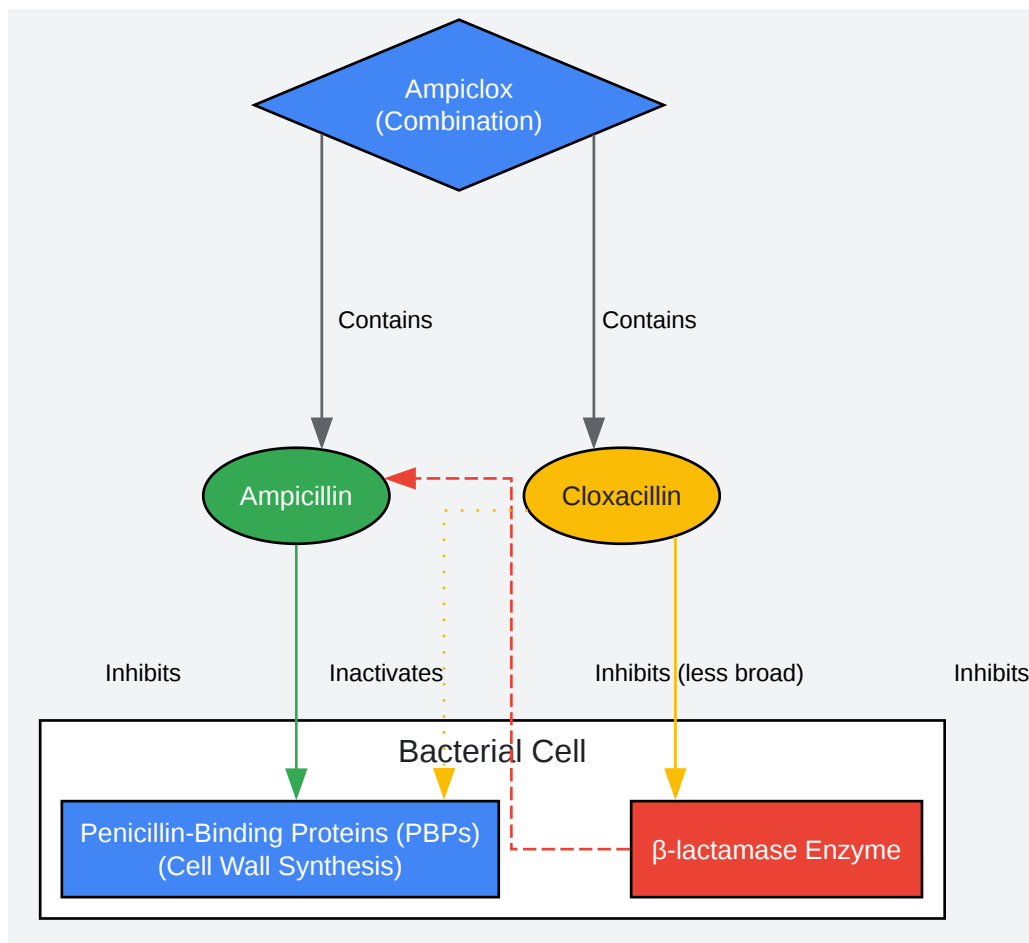 Ampiclox
(Combination)
Contains
Contains
Ampicillin
Cloxacillin
Inhibits
Inactivates
Inhibits (less broad)
Inhibits
Bacterial Cell
Penicillin-Binding Proteins (PBPs)
(Cell Wall Synthesis)
β-lactamase Enzyme